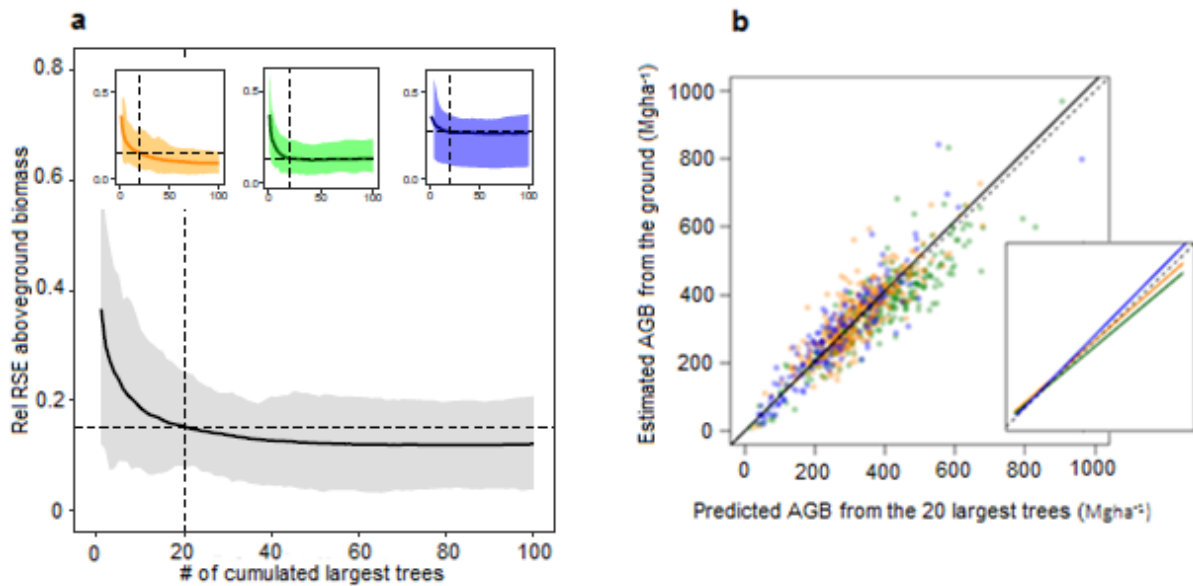 a
b
Rel RSE aboveground biomass
0.8
0.6
0.4
0.2
0
0 20 40 60 80 100
# of cumulated largest trees
0.5
0.0
0 50 100
0.5
0.0
0 50 100
0.5
0.0
0 50 100
Estimated AGB from the ground (Mgha⁻¹)
1000
800
600
400
200
0
0 200 400 600 800 1000
Predicted AGB from the 20 largest trees (Mgha⁻¹)